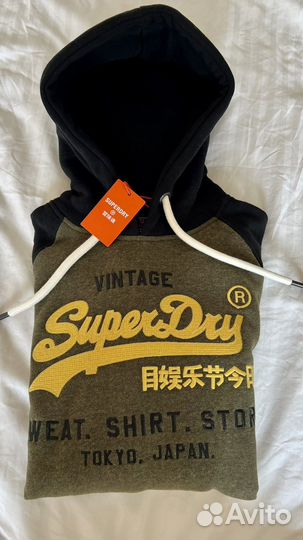 SUPERDRY
VINTAGE
SuperDry®
目娱乐节今日
WEAT. SHIRT. STOR
TOKYO. JAPAN.
Avito